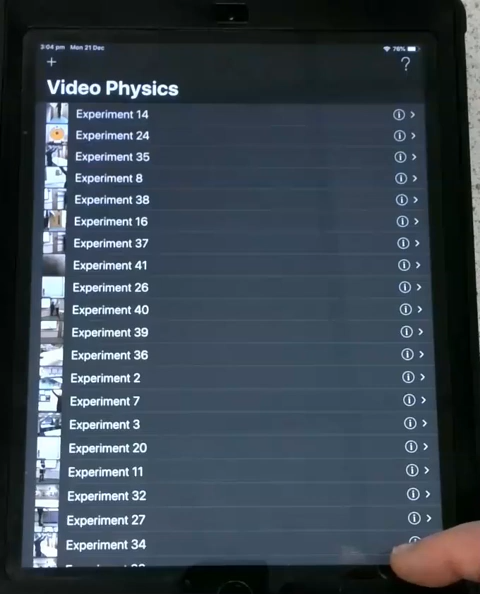 3:04 pm Mon 21 Dec 76%
+ ?
Video Physics
Experiment 14
Experiment 24
Experiment 35
Experiment 8
Experiment 38
Experiment 16
Experiment 37
Experiment 41
Experiment 26
Experiment 40
Experiment 39
Experiment 36
Experiment 2
Experiment 7
Experiment 3
Experiment 20
Experiment 11
Experiment 32
Experiment 27
Experiment 34